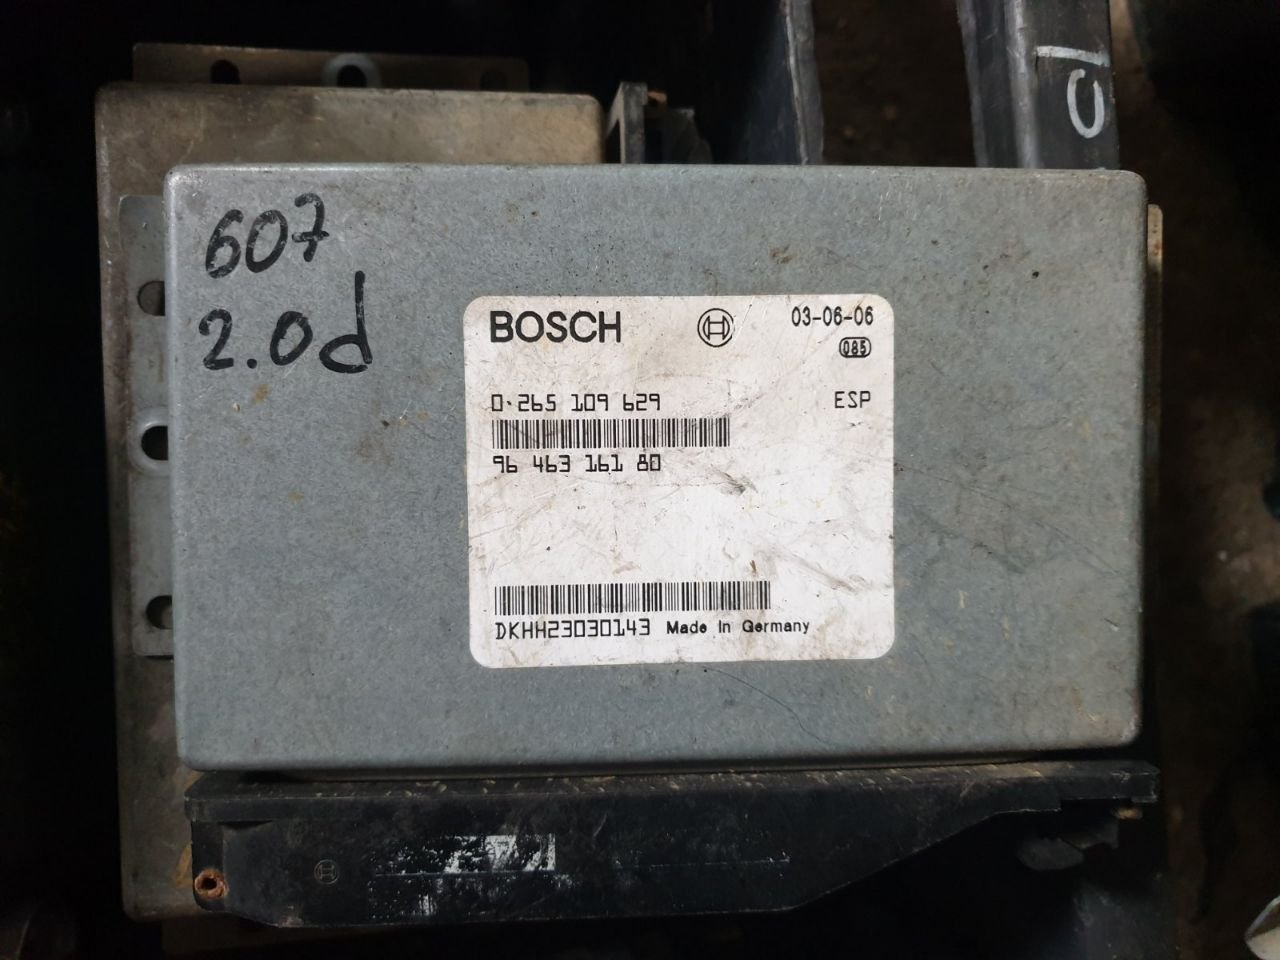 607
2.0d
BOSCH
03-06-06
085
0 265 109 629
ESP
96 463 161 80
DKHH23030143 Made in Germany